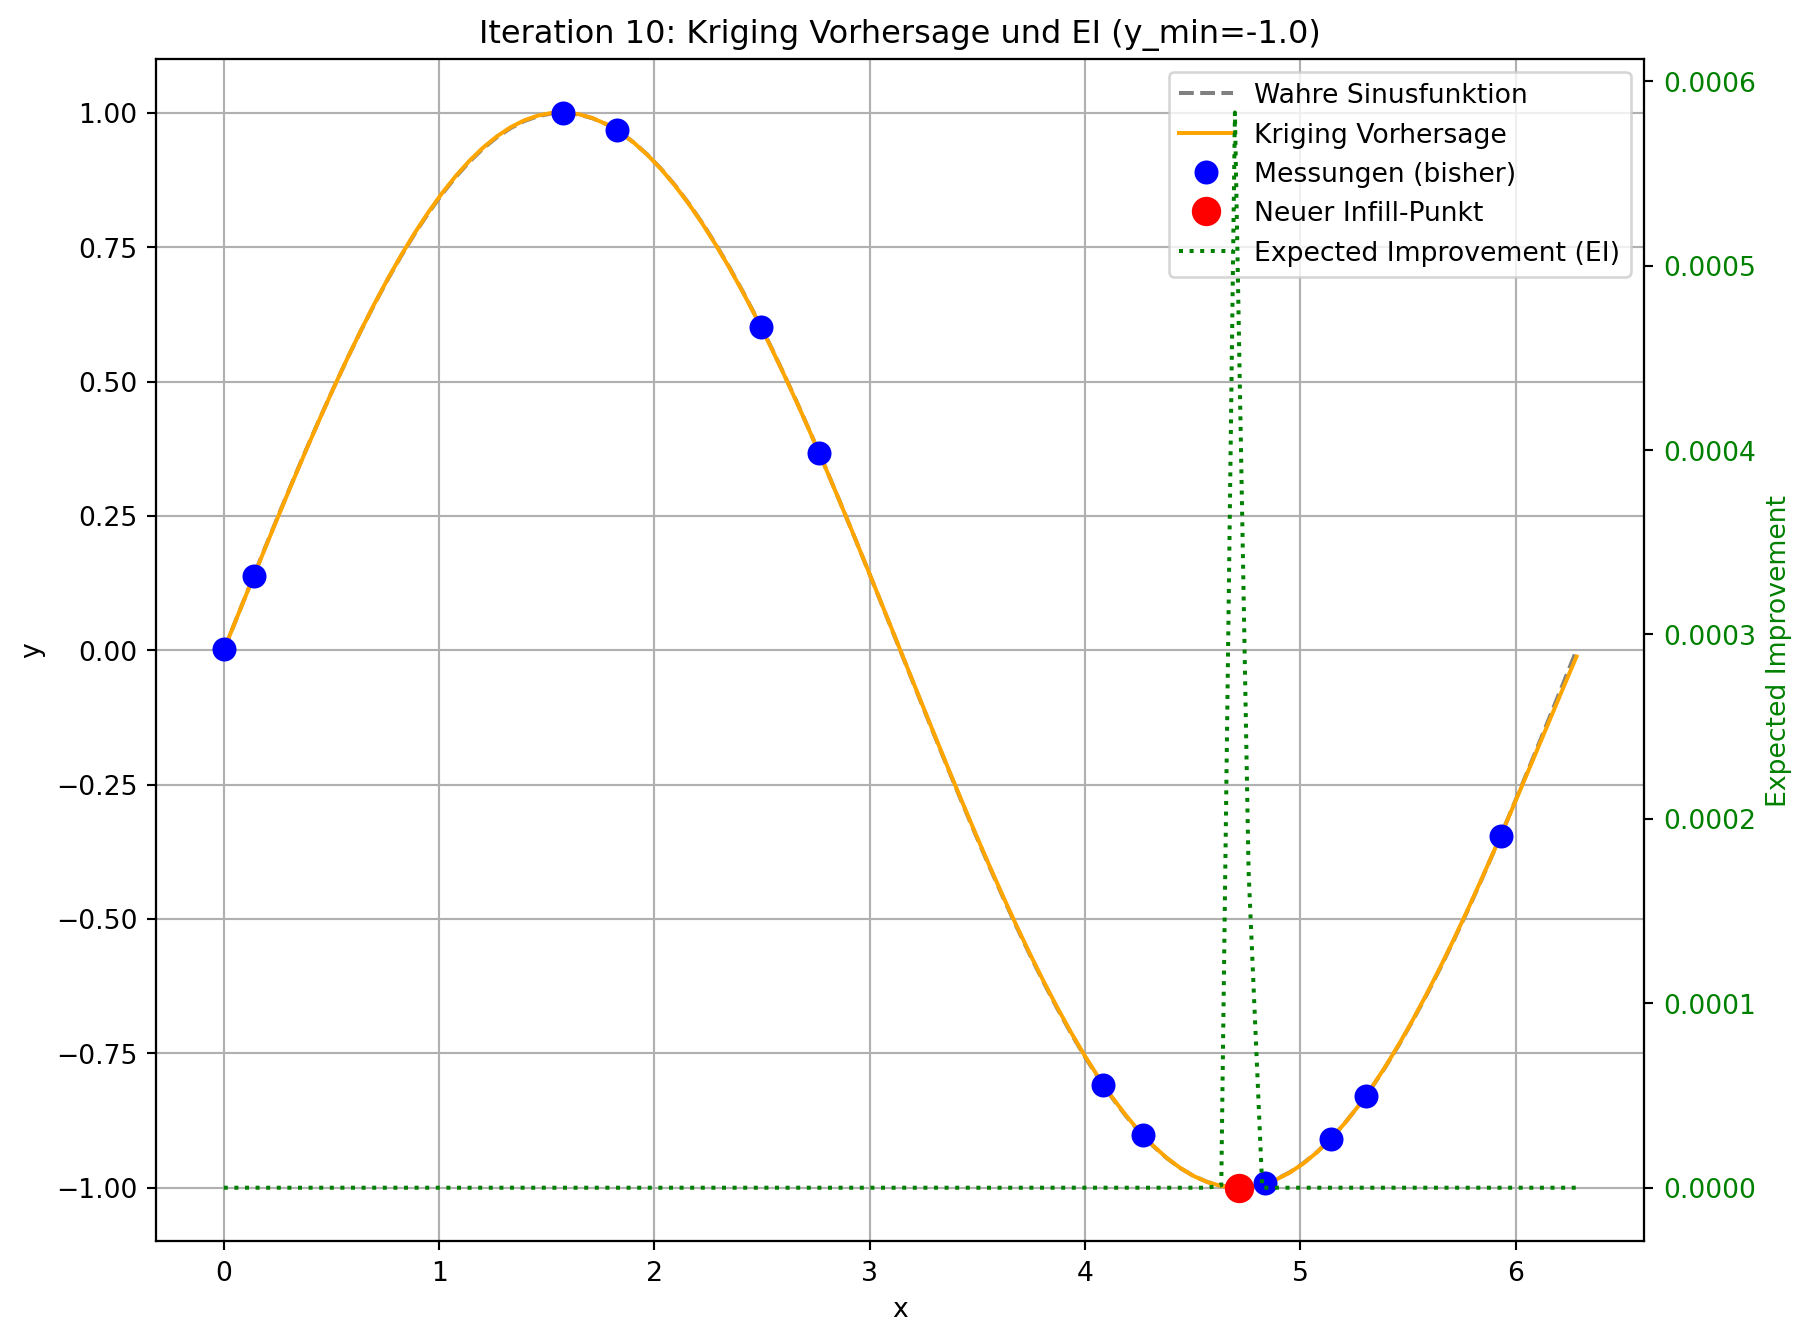 Iteration 10: Kriging Vorhersage und EI (y_min=-1.0)
Wahre Sinusfunktion
Kriging Vorhersage
Messungen (bisher)
Neuer Infill-Punkt
Expected Improvement (EI)
1.00
0.75
0.50
0.25
0.00
−0.25
−0.50
−0.75
−1.00
y
0.0006
0.0005
0.0004
0.0003
0.0002
0.0001
0.0000
Expected Improvement
0 1 2 3 4 5 6
x